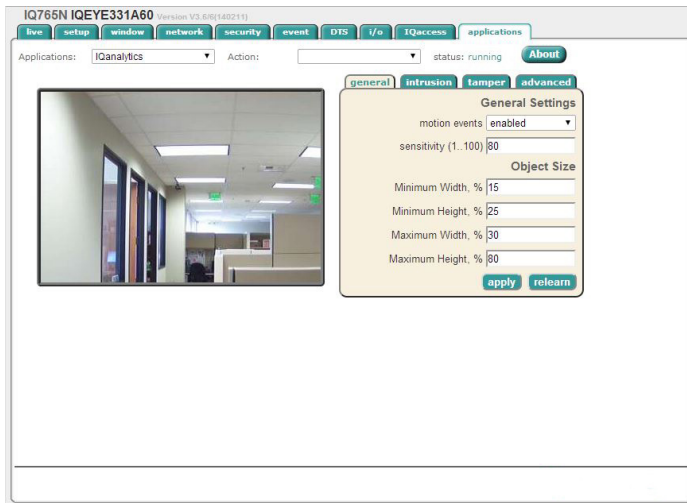 IQ765N IQEYE331A60 Version V3.6/6(140211)
live setup window network security event DTS i/o IQaccess applications
Applications: IQanalytics Action: status: running About
general intrusion tamper advanced
General Settings
motion events enabled
sensitivity (1..100) 80
Object Size
Minimum Width, % 15
Minimum Height, % 25
Maximum Width, % 30
Maximum Height, % 80
apply relearn